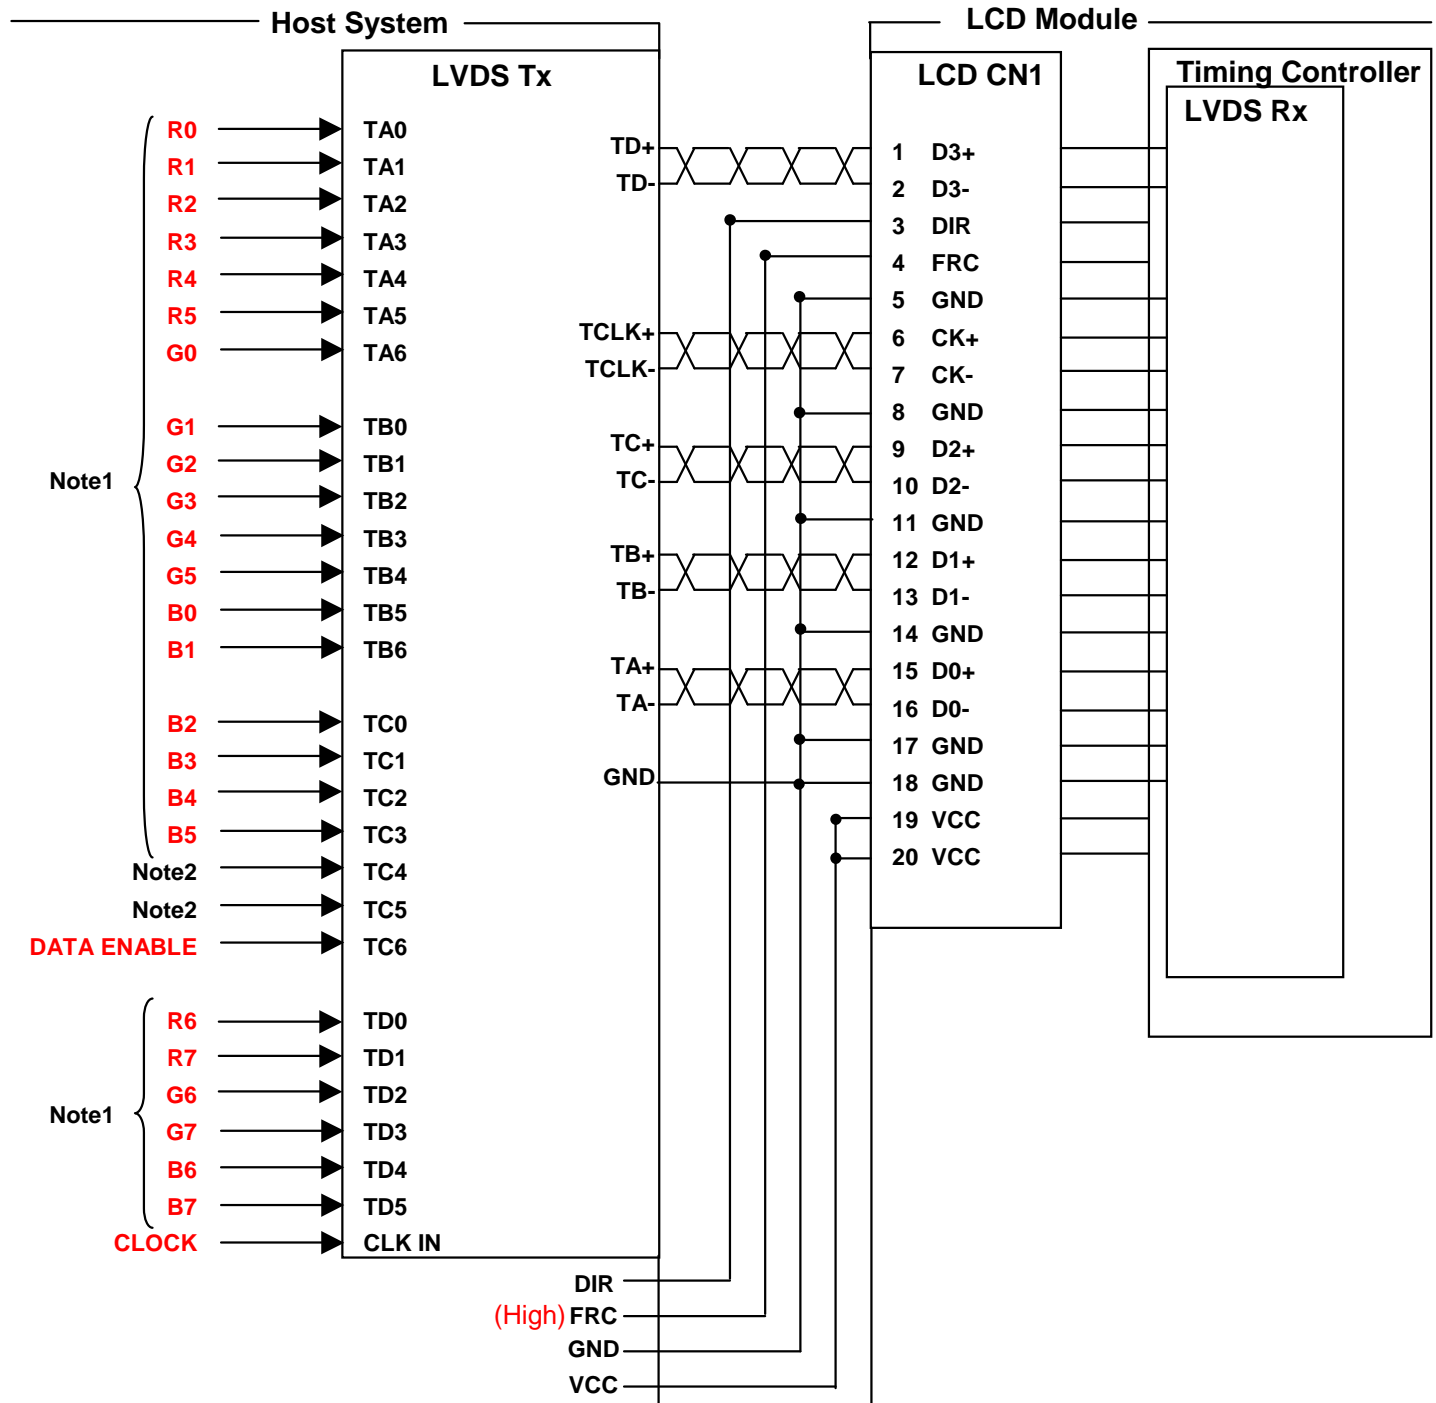 Host System
LCD Module
LVDS Tx
LCD CN1
Timing Controller
LVDS Rx
R0 TA0
R1 TA1
R2 TA2
R3 TA3
R4 TA4
R5 TA5
G0 TA6
G1 TB0
G2 TB1
Note1
G3 TB2
G4 TB3
G5 TB4
B0 TB5
B1 TB6
B2 TC0
B3 TC1
B4 TC2
B5 TC3
Note2 TC4
Note2 TC5
DATA ENABLE TC6
R6 TD0
R7 TD1
G6 TD2
Note1
G7 TD3
B6 TD4
B7 TD5
CLOCK CLK IN
TD+
TD-
TCLK+
TCLK-
TC+
TC-
TB+
TB-
TA+
TA-
GND
1 D3+
2 D3-
3 DIR
4 FRC
5 GND
6 CK+
7 CK-
8 GND
9 D2+
10 D2-
11 GND
12 D1+
13 D1-
14 GND
15 D0+
16 D0-
17 GND
18 GND
19 VCC
20 VCC
DIR
(High) FRC
GND
VCC